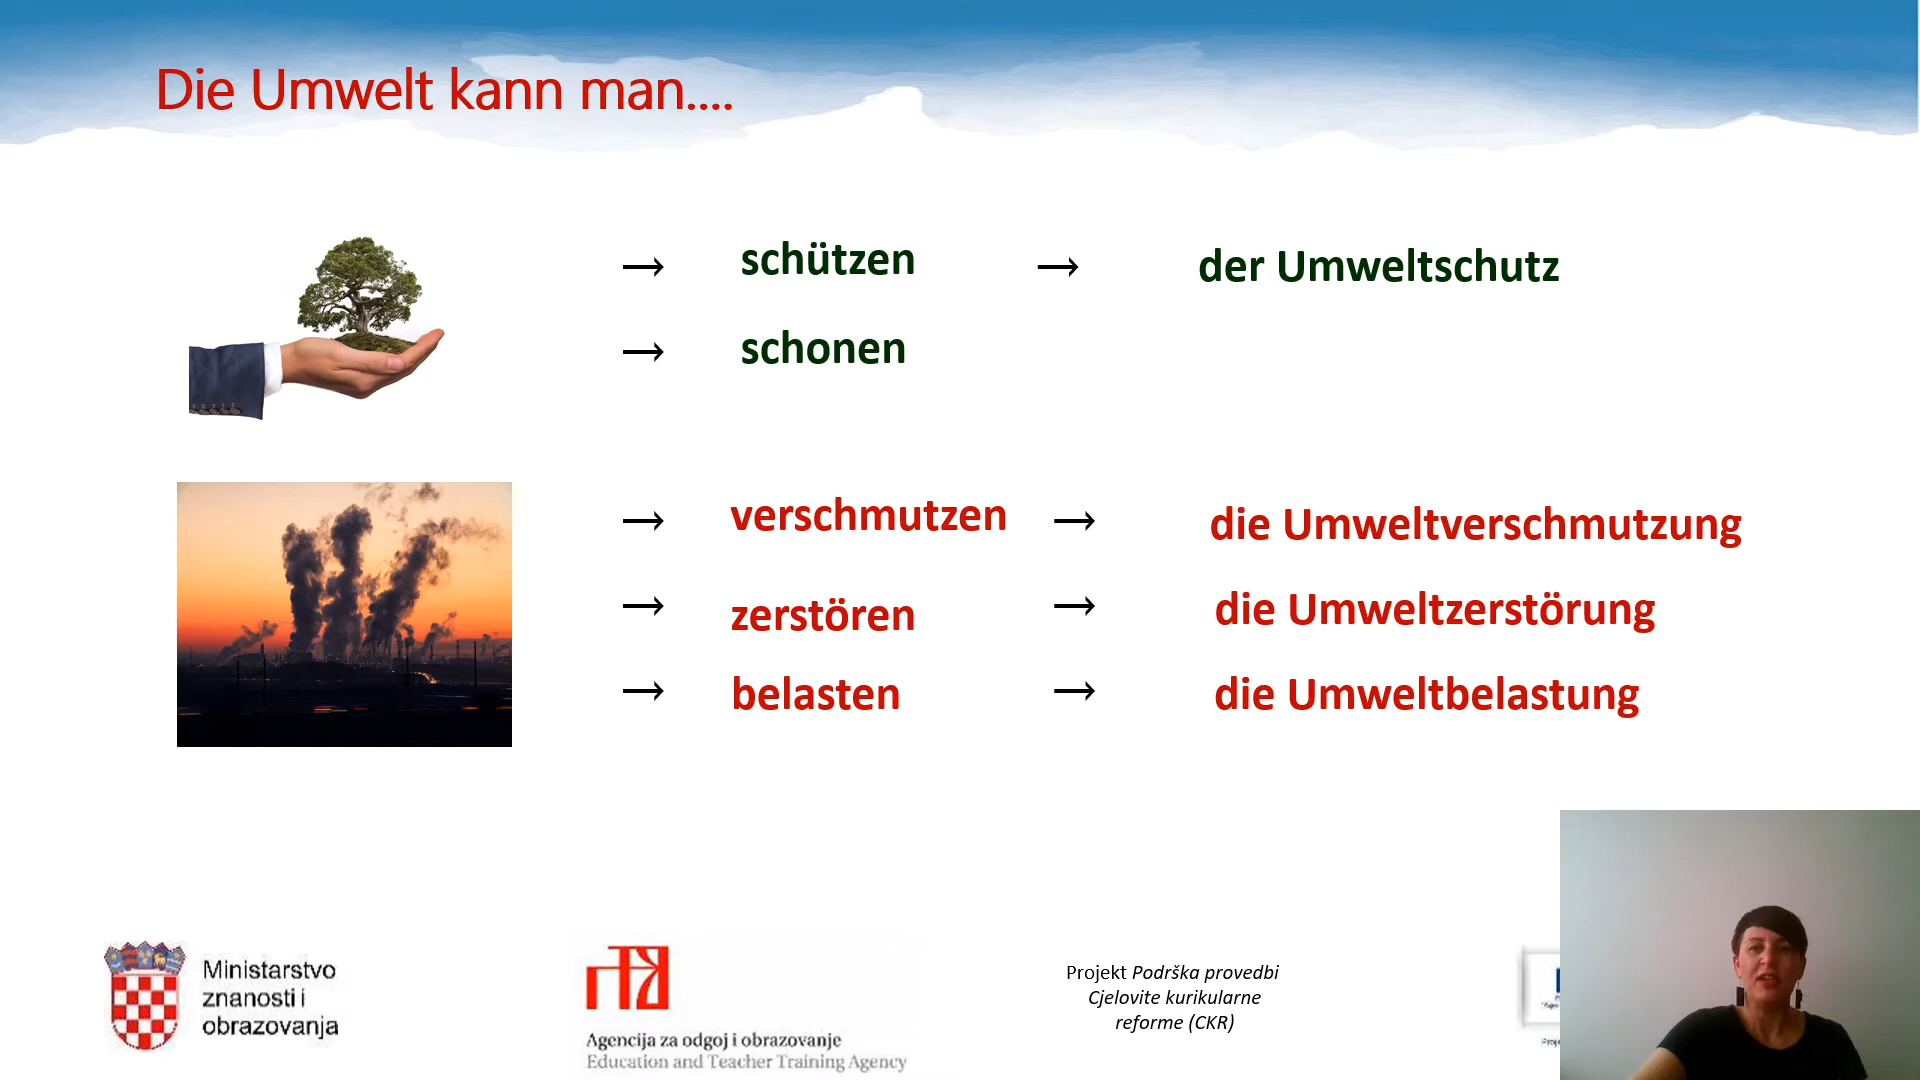 Die Umwelt kann man....
→ schützen → der Umweltschutz
→ schonen
→ verschmutzen → die Umweltverschmutzung
→ zerstören → die Umweltzerstörung
→ belasten → die Umweltbelastung
Ministarstvo
znanosti i
obrazovanja
Agencija za odgoj i obrazovanje
Education and Teacher Training Agency
Projekt Podrška provedbi
Cjelovite kurikularne
reforme (CKR)